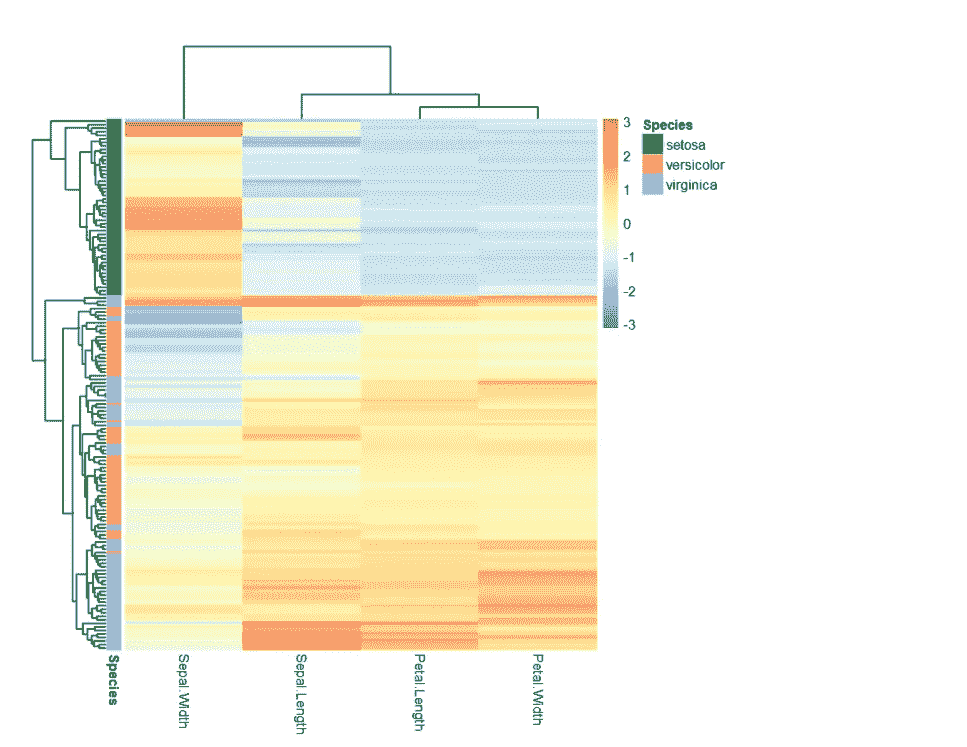 3
2
1
0
-1
-2
-3
Species
setosa
versicolor
virginica
Species
Sepal.Width
Sepal.Length
Petal.Length
Petal.Width